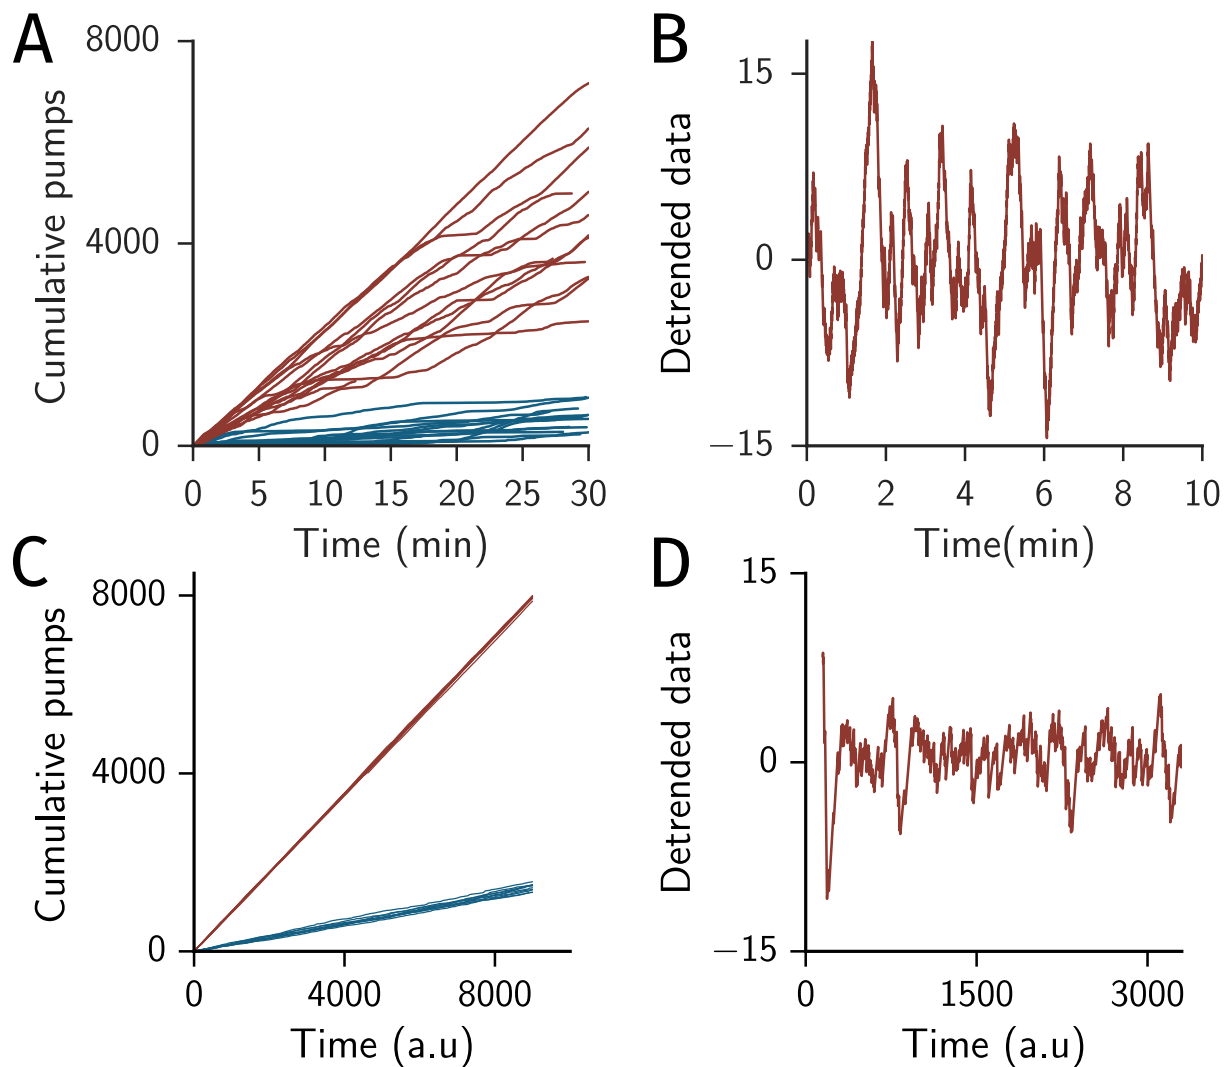 A
8000
4000
0
Cumulative pumps
0 5 10 15 20 25 30
Time (min)
B
15
0
−15
Detrended data
0 2 4 6 8 10
Time(min)
C
8000
4000
0
Cumulative pumps
0 4000 8000
Time (a.u)
D
15
0
−15
Detrended data
0 1500 3000
Time (a.u)